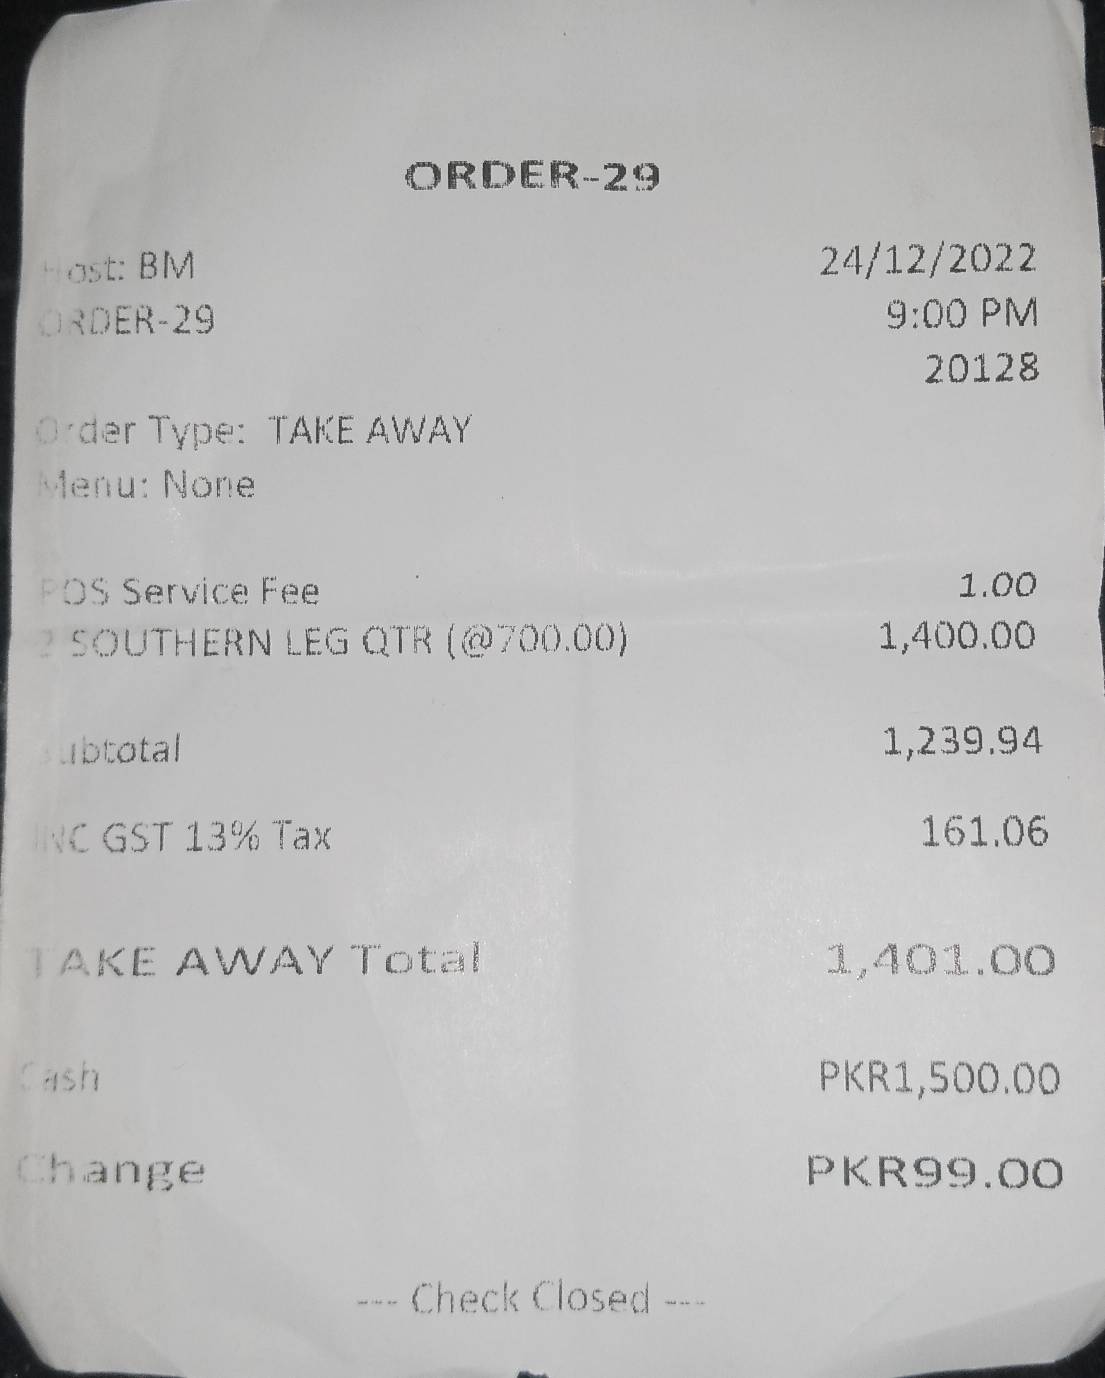 ORDER-29
Host: BM 24/12/2022
ORDER-29 9:00 PM
20128
Order Type: TAKE AWAY
Menu: None
POS Service Fee 1.00
2 SOUTHERN LEG QTR (@700.00) 1,400.00
Subtotal 1,239.94
INC GST 13% Tax 161.06
TAKE AWAY Total 1,401.00
Cash PKR1,500.00
Change PKR99.00
--- Check Closed ---